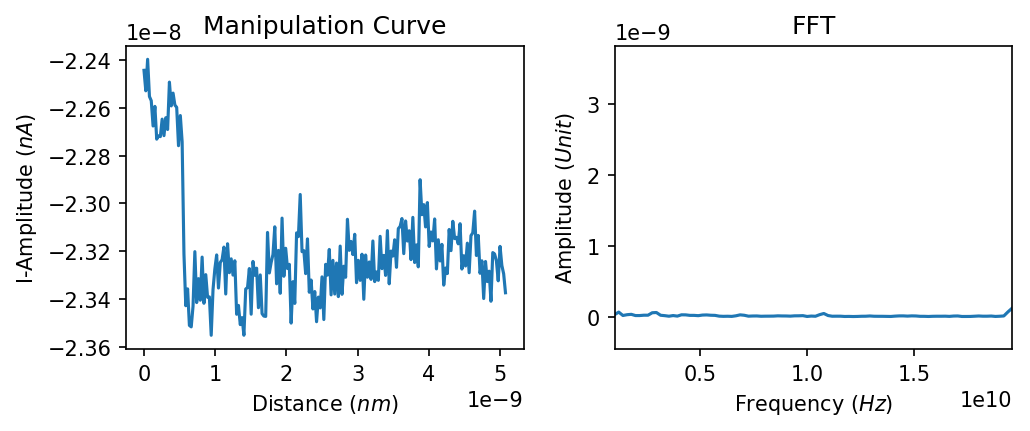 Manipulation Curve
1e−8
−2.24
−2.26
−2.28
−2.30
−2.32
−2.34
−2.36
I-Amplitude (nA)
0 1 2 3 4 5
Distance (nm)
1e−9
FFT
1e−9
3
2
1
0
Amplitude (Unit)
0.5 1.0 1.5
Frequency (Hz)
1e10